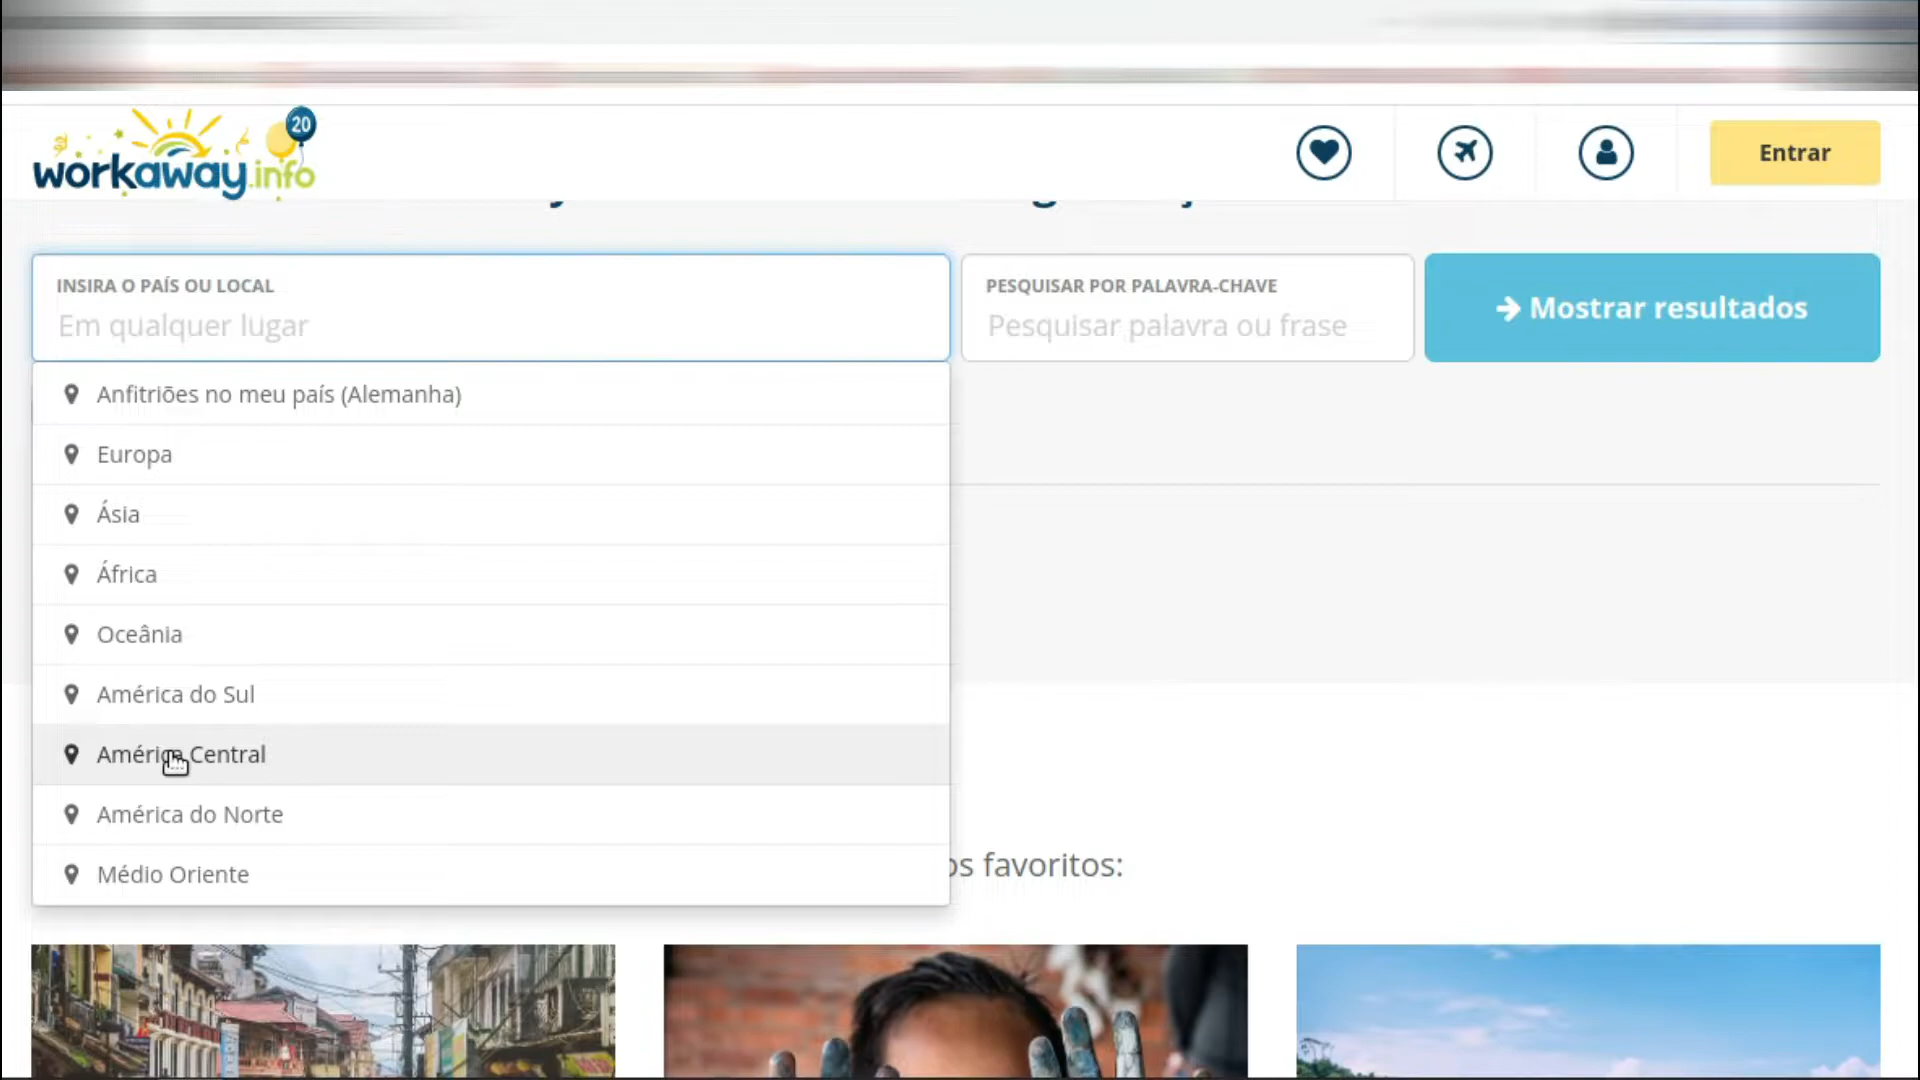 20
workaway.info
Entrar
INSIRA O PAÍS OU LOCAL
Em qualquer lugar
PESQUISAR POR PALAVRA-CHAVE
Pesquisar palavra ou frase
Mostrar resultados
Anfitriões no meu país (Alemanha)
Europa
Ásia
África
Oceânia
América do Sul
América Central
América do Norte
Médio Oriente
os favoritos: